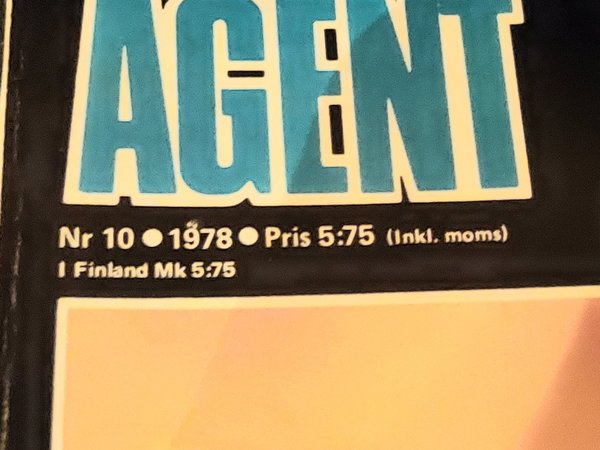 AGENT
Nr 10 ● 1978 ● Pris 5:75 (Inkl. moms)
I Finland Mk 5:75